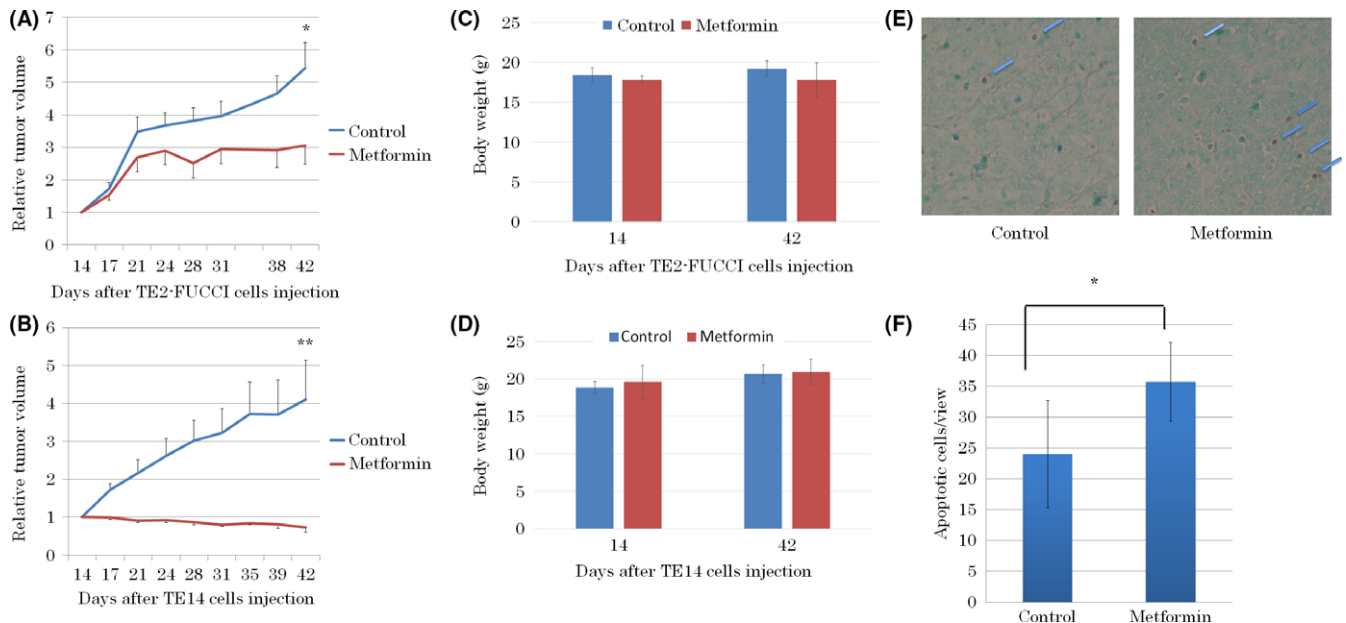 (A)
7
6
5
4
3
2
1
0
*
Relative tumor volume
Control
Metformin
14 17 21 24 28 31 38 42
Days after TE2-FUCCI cells injection
(B)
6
5
4
3
2
1
0
**
Relative tumor volume
Control
Metformin
14 17 21 24 28 31 35 39 42
Days after TE14 cells injection
(C)
Control Metformin
25
20
15
10
5
0
Body weight (g)
14 42
Days after TE2-FUCCI cells injection
(D)
Control Metformin
25
20
15
10
5
0
Body weight (g)
14 42
Days after TE14 cells injection
(E)
Control Metformin
(F)
*
45
40
35
30
25
20
15
10
5
0
Apoptotic cells/view
Control Metformin